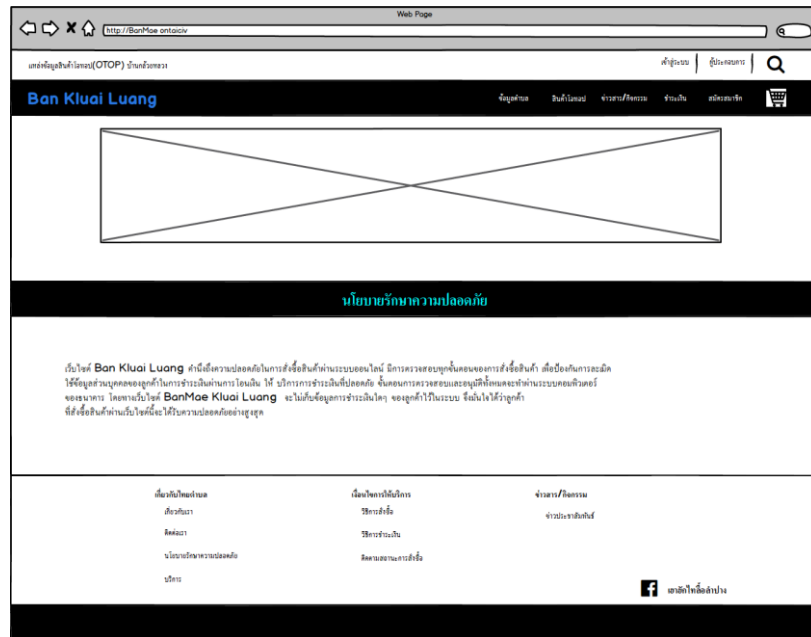 Web Page
http://BanMae ontaiciv
แหล่งข้อมูลสินค้าโอทอป(OTOP) บ้านกล้วยหลวง
เข้าสู่ระบบ
ผู้ประกอบการ
Ban Kluai Luang
ข้อมูลตำบล
สินค้าโอทอป
ข่าวสาร/กิจกรรม
ชำระเงิน
สมัครสมาชิก
นโยบายรักษาความปลอดภัย
เว็บไซต์ Ban Kluai Luang คำนึงถึงความปลอดภัยในการสั่งซื้อสินค้าผ่านระบบออนไลน์ มีการตรวจสอบทุกขั้นตอนของการสั่งซื้อสินค้า เพื่อป้องกันการละเมิด
ใช้ข้อมูลส่วนบุคคลของลูกค้าในการชำระเงินผ่านการโอนเงิน ให้ บริการการชำระเงินที่ปลอดภัย ขั้นตอนการตรวจสอบและอนุมัติทั้งหมดจะทำผ่านระบบคอมพิวเตอร์
ของธนาคาร โดยทางเว็บไซต์ BanMae Kluai Luang จะไม่เก็บข้อมูลการชำระเงินใดๆ ของลูกค้าไว้ในระบบ จึงมั่นใจได้ว่าลูกค้า
ที่สั่งซื้อสินค้าผ่านเว็บไซต์นี้จะได้รับความปลอดภัยอย่างสูงสุด
เกี่ยวกับไทยตำบล
เงื่อนไขการให้บริการ
ข่าวสาร/กิจกรรม
เกี่ยวกับเรา
วิธีการสั่งซื้อ
ข่าวประชาสัมพันธ์
ติดต่อเรา
วิธีการชำระเงิน
นโยบายรักษาความปลอดภัย
ติดตามสถานะการสั่งซื้อ
บริการ